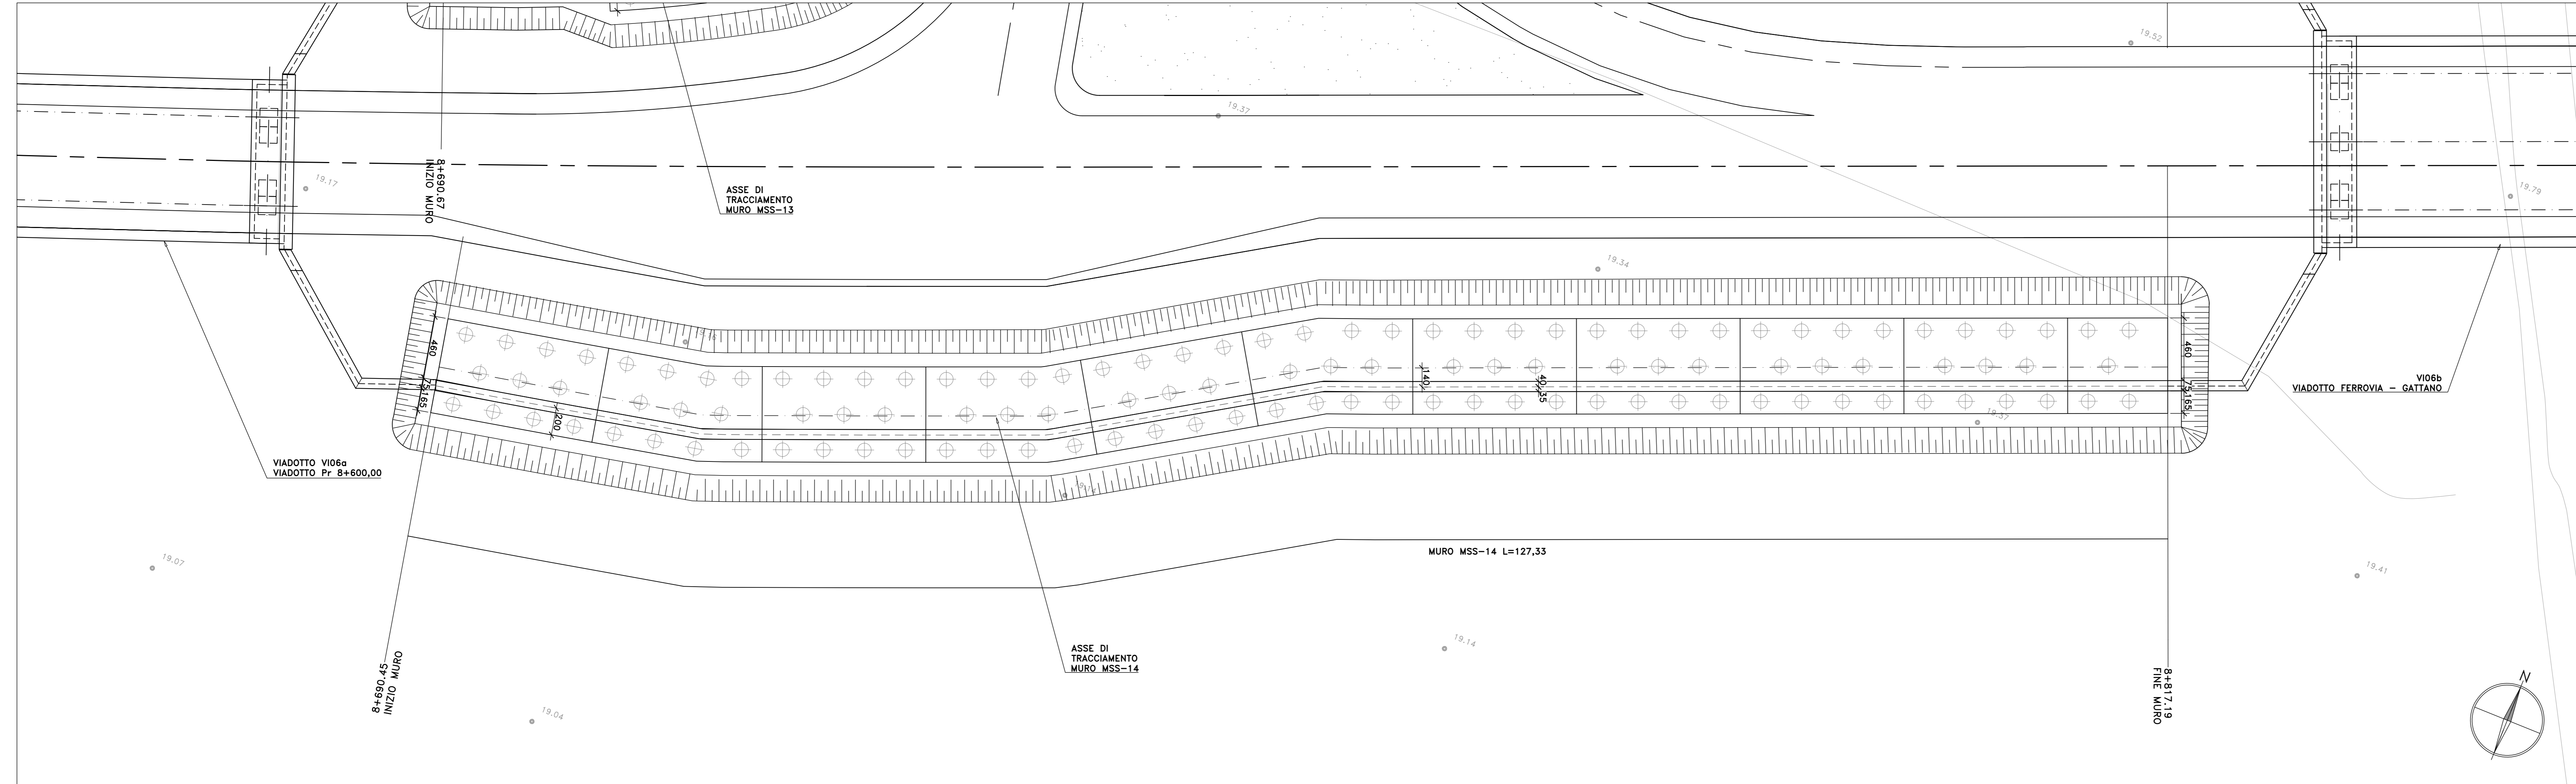 19.52
19.37
19.17
8+690.67
INIZIO MURO
ASSE DI
TRACCIAMENTO
MURO MSS-13
19.79
19.34
460
75
165
200
140
40
35
460
75
165
19.37
VI06b
VIADOTTO FERROVIA - GATTANO
VIADOTTO VI06a
VIADOTTO Pr 8+600,00
19.07
MURO MSS-14 L=127,33
19.41
19.14
ASSE DI
TRACCIAMENTO
MURO MSS-14
8+690.45
INIZIO MURO
8+817.19
FINE MURO
19.04
N